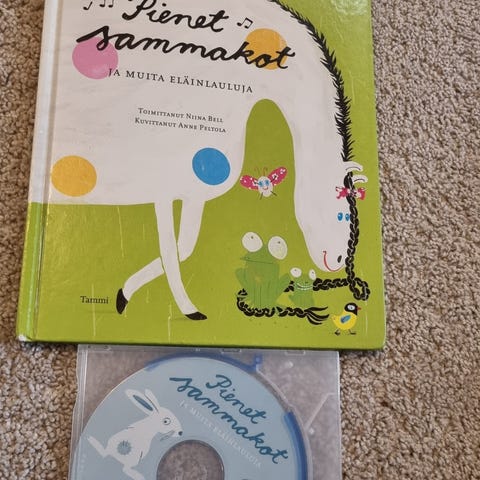 Pienet
sammakot
JA MUITA ELÄINLAULUJA
TOIMITTANUT NIINA BELL
KUVITTANUT ANNE PELTOLA
Tammi
Pienet
sammakot
JA MUITA ELÄINLAULUJA